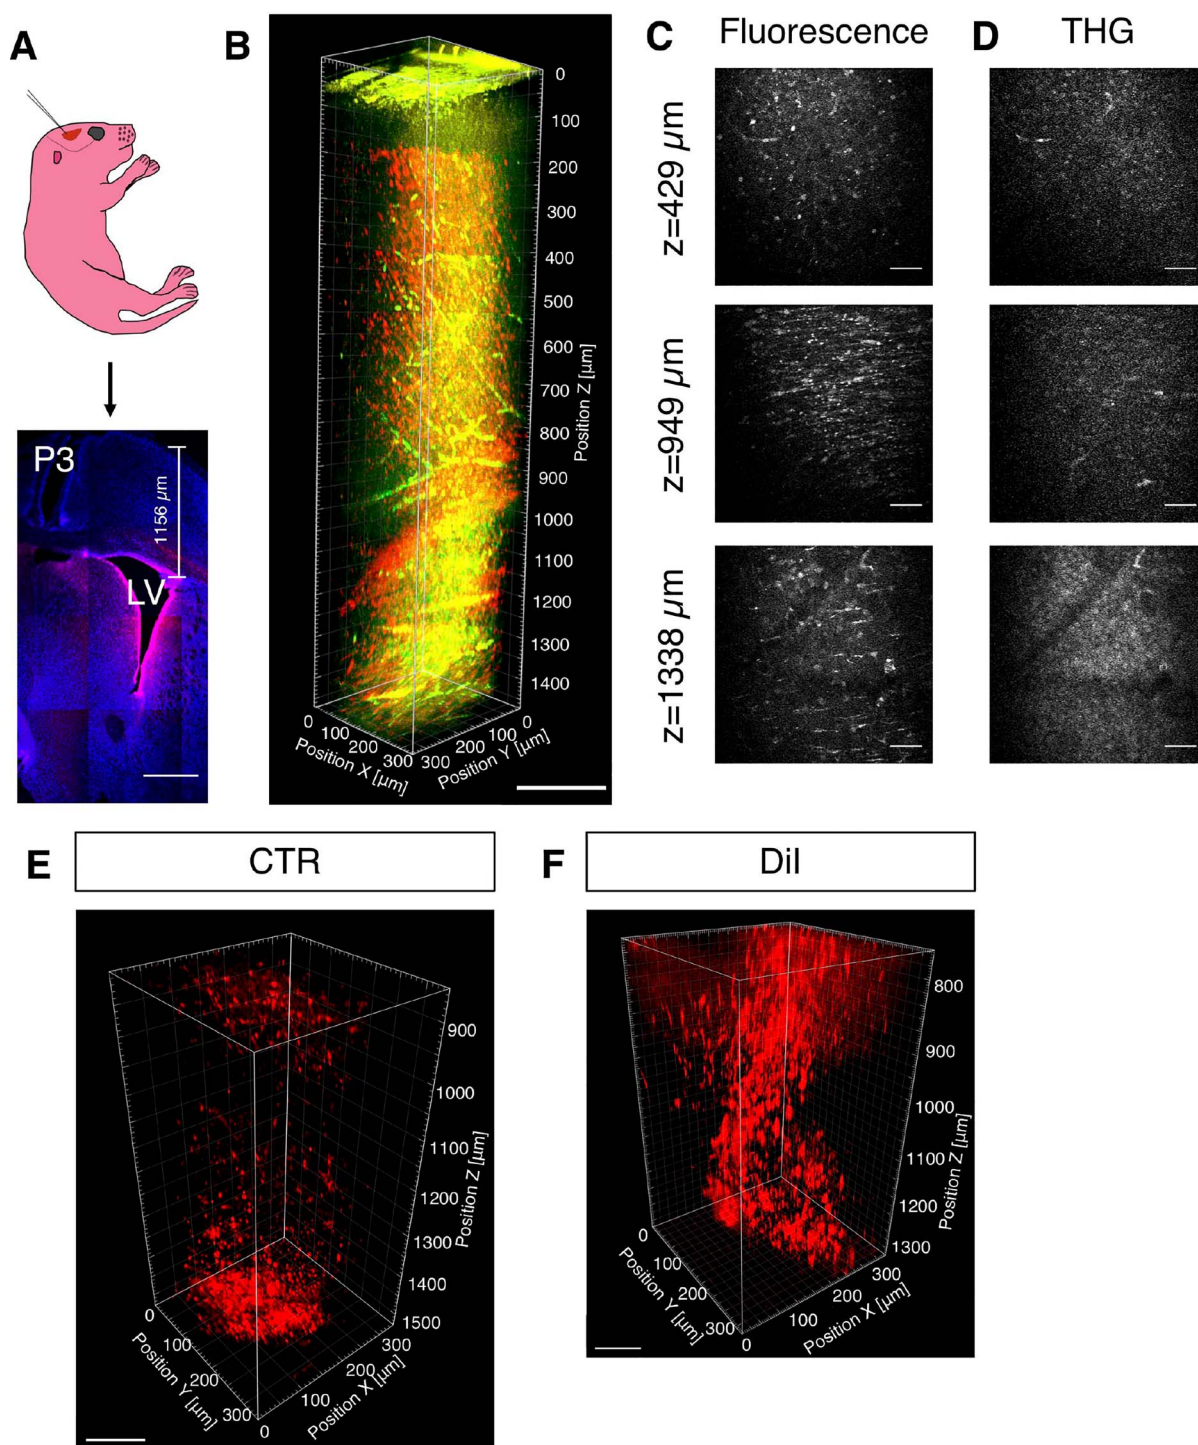 A
P3
1156 µm
LV
B
0
100
200
300
400
500
600
700
800
900
1000
1100
1200
1300
1400
Position Z [µm]
0
100
200
300
Position X [µm]
300
200
100
0
Position Y [µm]
C Fluorescence
D THG
z=429 µm
z=949 µm
z=1338 µm
E CTR
900
1000
1100
1200
1300
1400
1500
Position Z [µm]
0
100
200
300
Position Y [µm]
0
100
200
300
Position X [µm]
F DiI
800
900
1000
1100
1200
1300
Position Z [µm]
0
100
200
300
Position Y [µm]
0
100
200
300
Position X [µm]